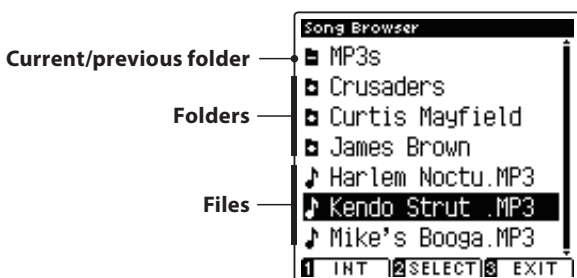 Song Browser
Current/previous folder
MP3s
Folders
Crusaders
Curtis Mayfield
James Brown
Files
Harlem Noctu.MP3
Kendo Strut .MP3
Mike's Booga.MP3
1 INT 2 SELECT 3 EXIT